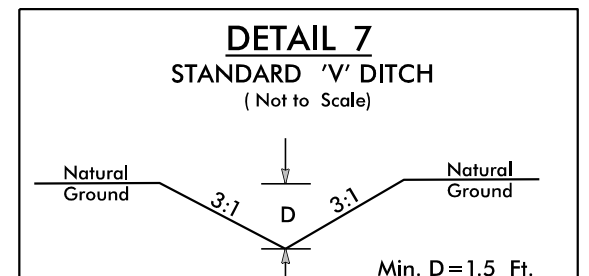 DETAIL 7
STANDARD 'V' DITCH
( Not to Scale)
Natural
Ground
3:1
D
3:1
Natural
Ground
Min. D=1.5 Ft.